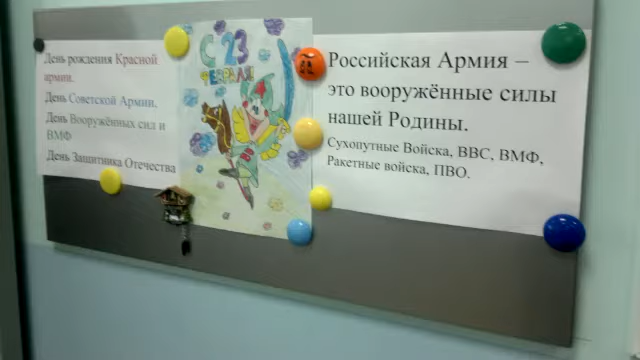 День рождения Красной
армии.
День Советской Армии.
День Вооружённых сил и
ВМФ
День Защитника Отечества
С 23
ФЕВРАЛЯ!
Российская Армия –
это вооружённые силы
нашей Родины.
Сухопутные Войска, ВВС, ВМФ,
Ракетные войска, ПВО.